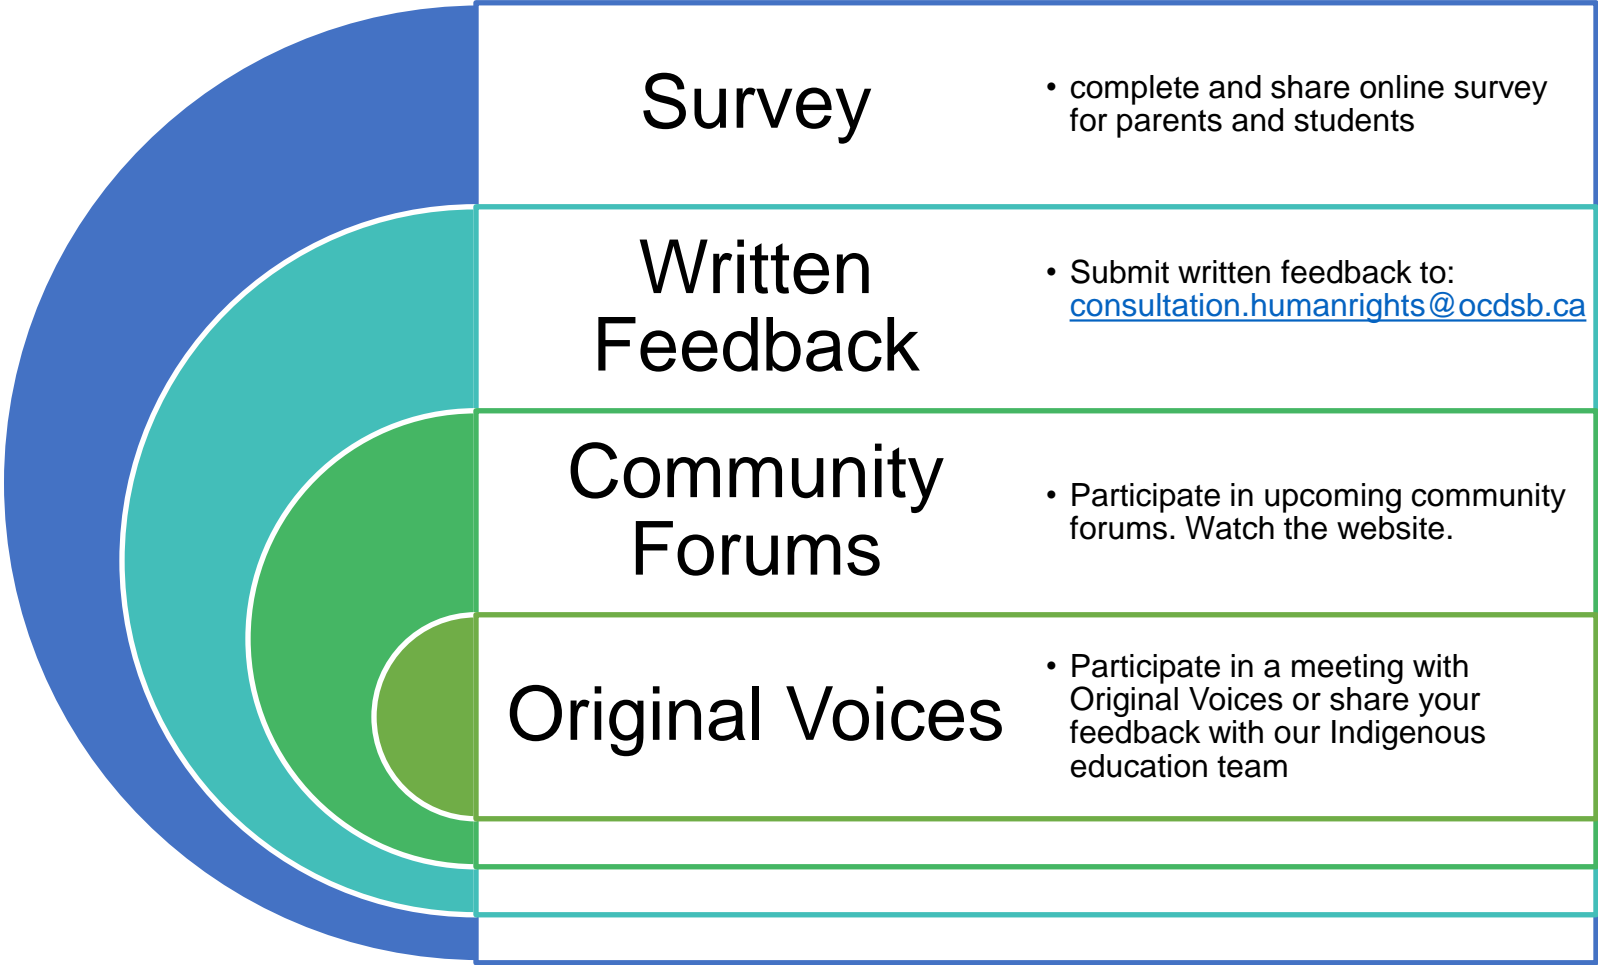 Survey
• complete and share online survey
for parents and students
Written
Feedback
• Submit written feedback to:
consultation.humanrights@ocdsb.ca
Community
Forums
• Participate in upcoming community
forums. Watch the website.
Original Voices
• Participate in a meeting with
Original Voices or share your
feedback with our Indigenous
education team